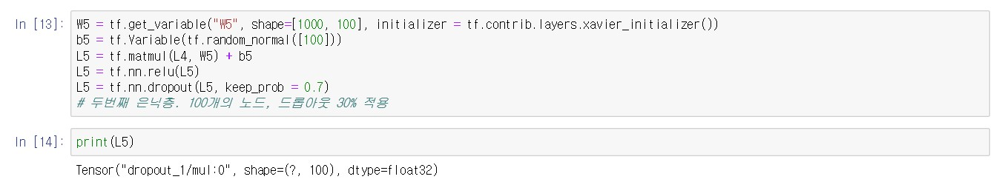 In [13]: W5 = tf.get_variable("W5", shape=[1000, 100], initializer = tf.contrib.layers.xavier_initializer())
b5 = tf.Variable(tf.random_normal([100]))
L5 = tf.matmul(L4, W5) + b5
L5 = tf.nn.relu(L5)
L5 = tf.nn.dropout(L5, keep_prob = 0.7)
# 두번째 은닉층. 100개의 노드, 드롭아웃 30% 적용
In [14]: print(L5)
Tensor("dropout_1/mul:0", shape=(?, 100), dtype=float32)